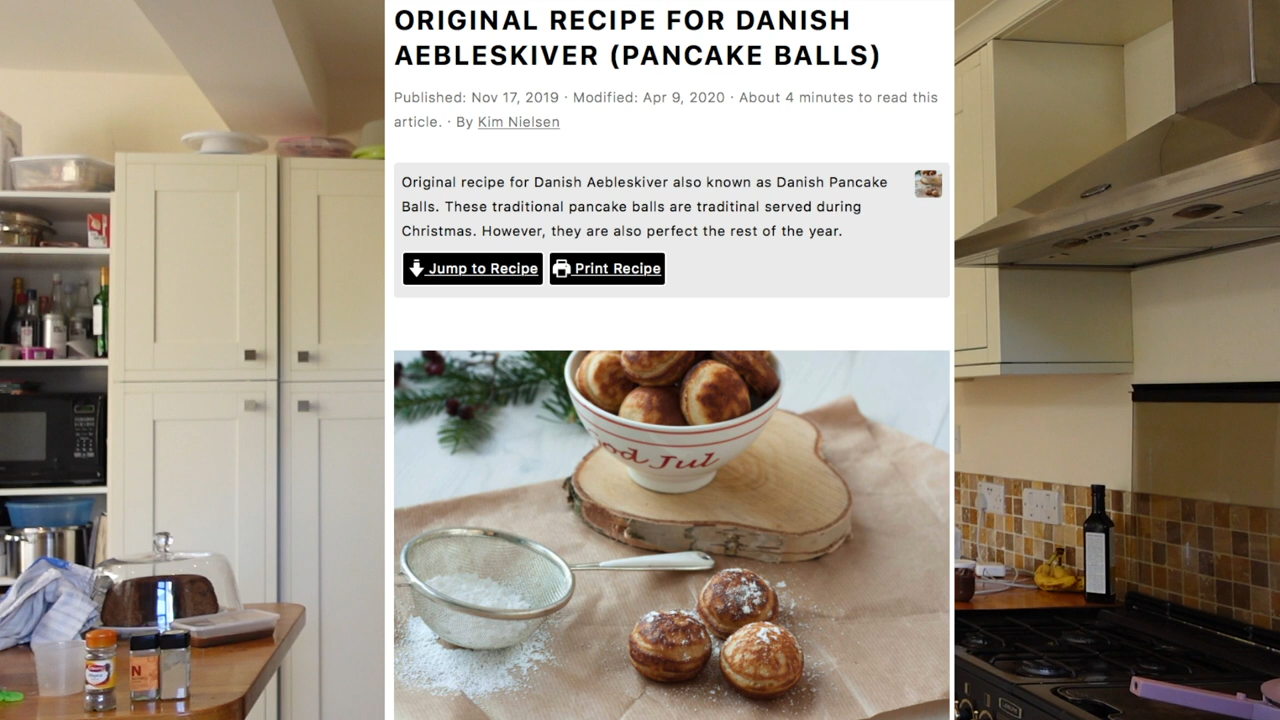 ORIGINAL RECIPE FOR DANISH
AEBLESKIVER (PANCAKE BALLS)
Published: Nov 17, 2019 · Modified: Apr 9, 2020 · About 4 minutes to read this
article. · By Kim Nielsen
Original recipe for Danish Aebleskiver also known as Danish Pancake
Balls. These traditional pancake balls are traditinal served during
Christmas. However, they are also perfect the rest of the year.
Jump to Recipe
Print Recipe
od Jul